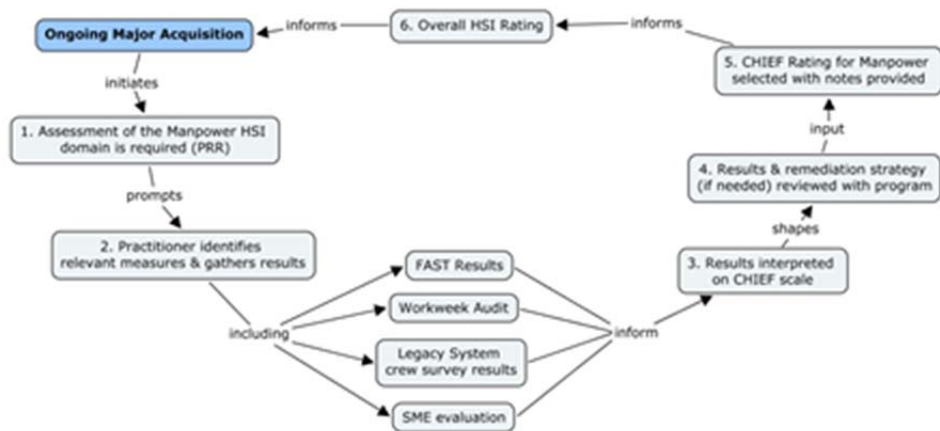 Ongoing Major Acquisition
informs
6. Overall HSI Rating
informs
5. CHIEF Rating for Manpower
selected with notes provided
initiates
1. Assessment of the Manpower HSI
domain is required (PRR)
input
4. Results & remediation strategy
(if needed) reviewed with program
prompts
2. Practitioner identifies
relevant measures & gathers results
shapes
3. Results interpreted
on CHIEF scale
including
FAST Results
Workweek Audit
Legacy System
crew survey results
SME evaluation
inform